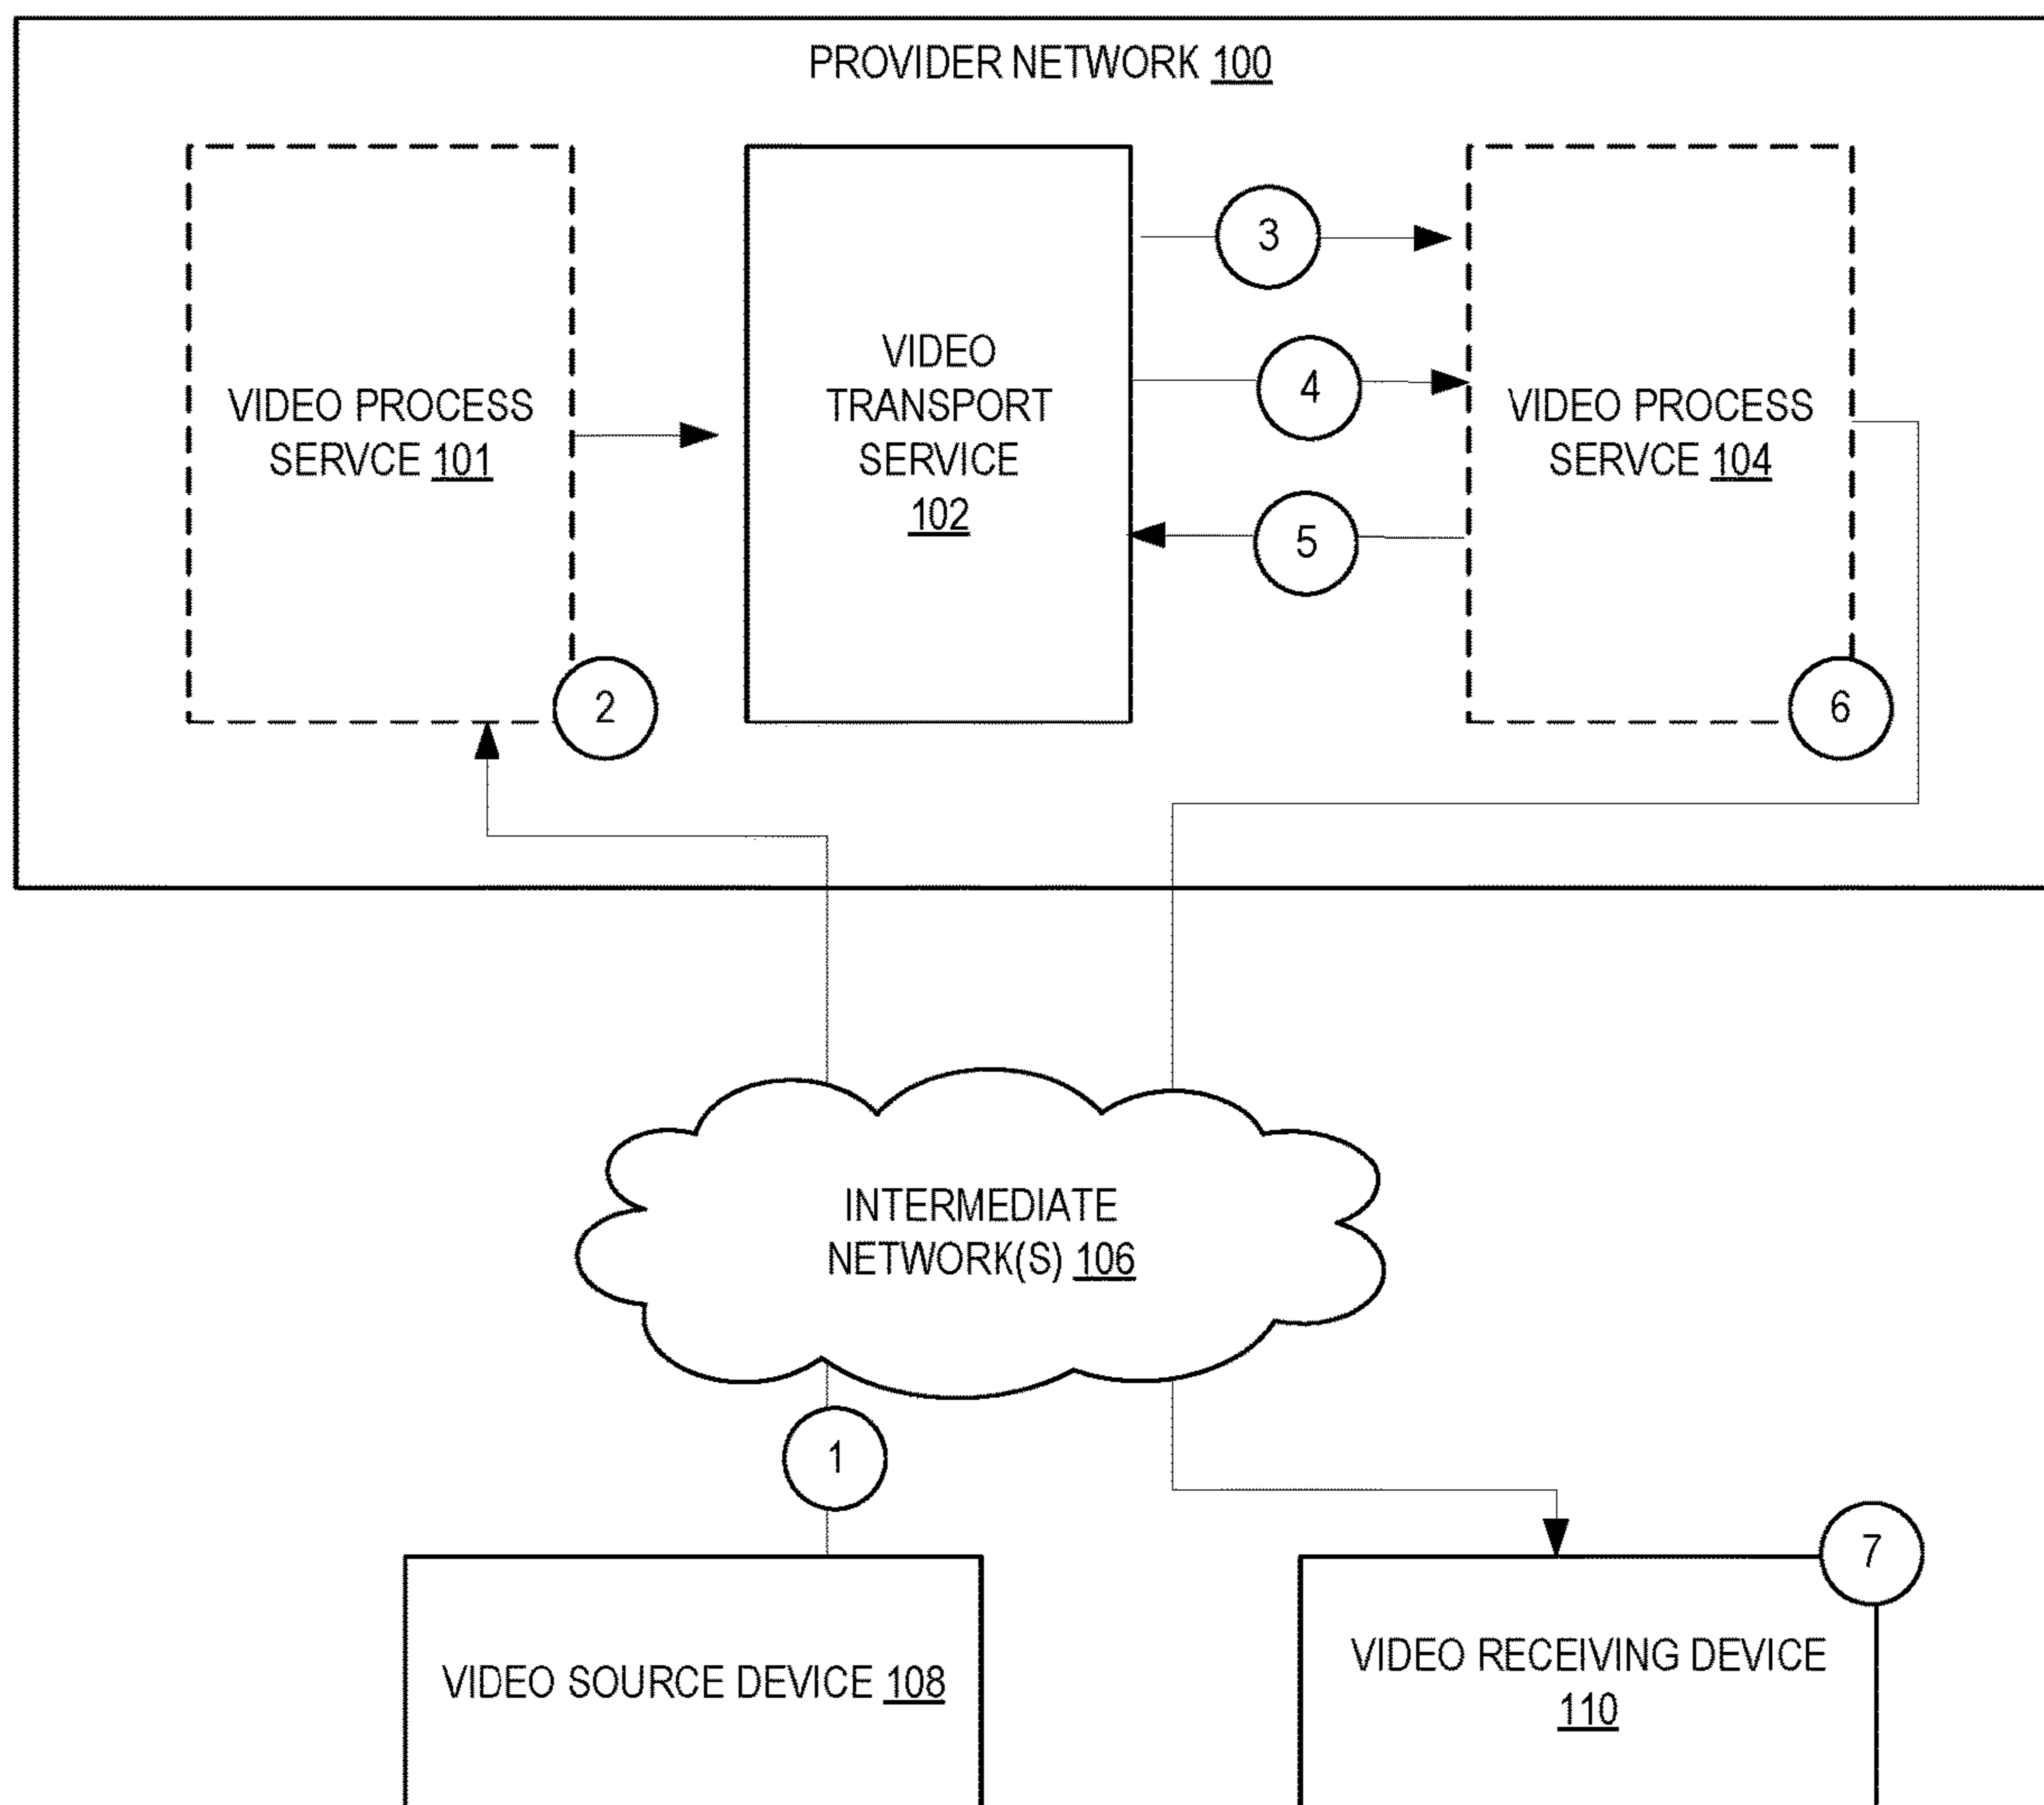 PROVIDER NETWORK 100
3
VIDEO
TRANSPORT
SERVICE
102
4
VIDEO PROCESS
SERVCE 101
VIDEO PROCESS
SERVCE 104
5
2
6
INTERMEDIATE
NETWORK(S) 106
1
7
VIDEO SOURCE DEVICE 108
VIDEO RECEIVING DEVICE
110